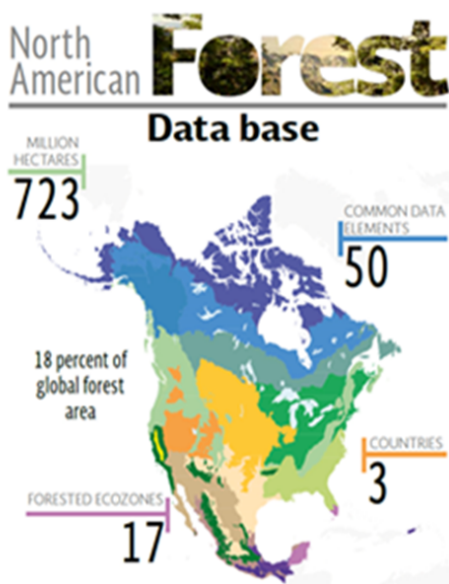 North
American Forest
Data base
MILLION
HECTARES
723
COMMON DATA
ELEMENTS
50
18 percent of
global forest
area
COUNTRIES
3
FORESTED ECOZONES
17